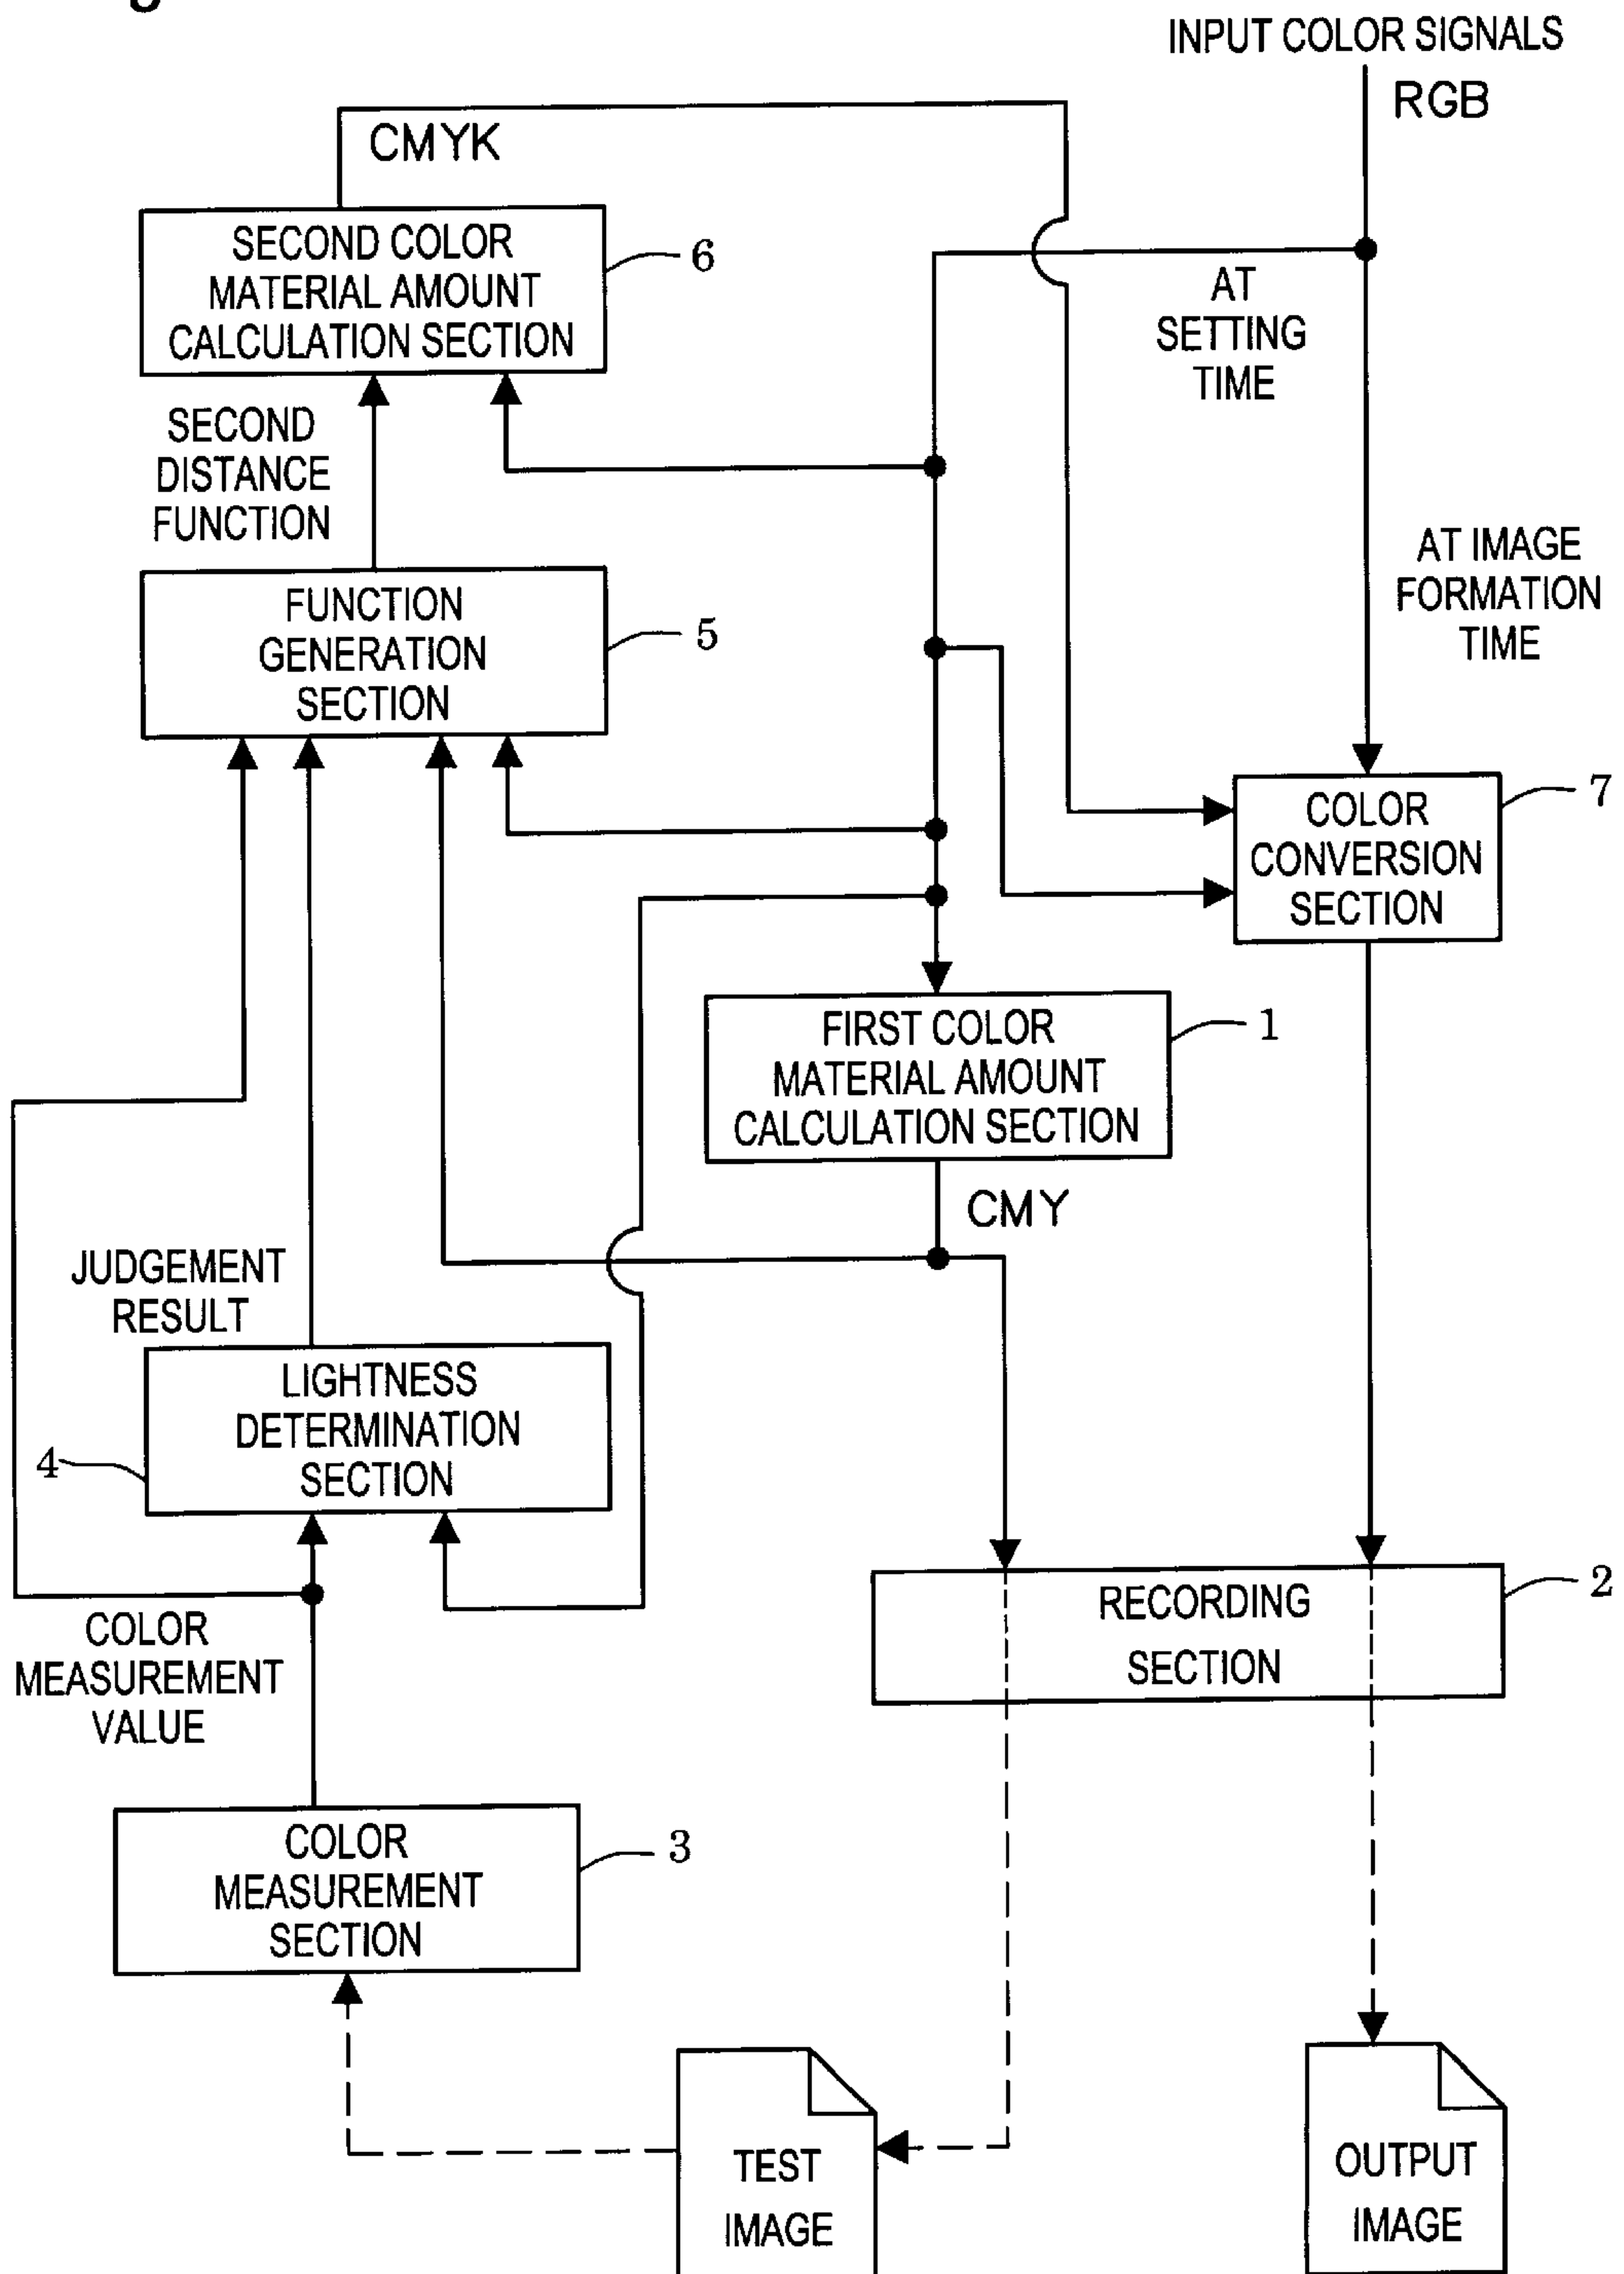 INPUT COLOR SIGNALS
RGB
CMYK
SECOND COLOR
MATERIAL AMOUNT
CALCULATION SECTION
6
AT
SETTING
TIME
SECOND
DISTANCE
FUNCTION
AT IMAGE
FORMATION
TIME
FUNCTION
GENERATION
SECTION
5
COLOR
CONVERSION
SECTION
7
FIRST COLOR
MATERIAL AMOUNT
CALCULATION SECTION
1
CMY
JUDGEMENT
RESULT
LIGHTNESS
DETERMINATION
SECTION
4
RECORDING
SECTION
2
COLOR
MEASUREMENT
VALUE
COLOR
MEASUREMENT
SECTION
3
TEST
IMAGE
OUTPUT
IMAGE